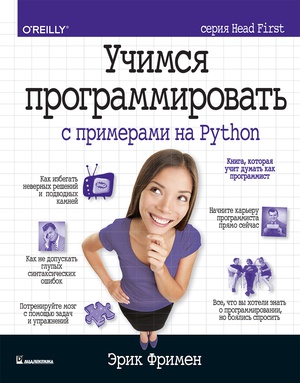 O'REILLY®
серия Head First
Учимся
программировать
с примерами на Python
Книга, которая
учит думать как
программист
Как избегать
неверных решений
и подводных
камней
Начните карьеру
программиста
прямо сейчас
Как не допускать
глупых
синтаксических
ошибок
Потренируйте мозг
с помощью задач
и упражнений
Все, что вы хотели знать
о программировании,
но боялись спросить
ДИАЛЕКТИКА
Эрик Фримен